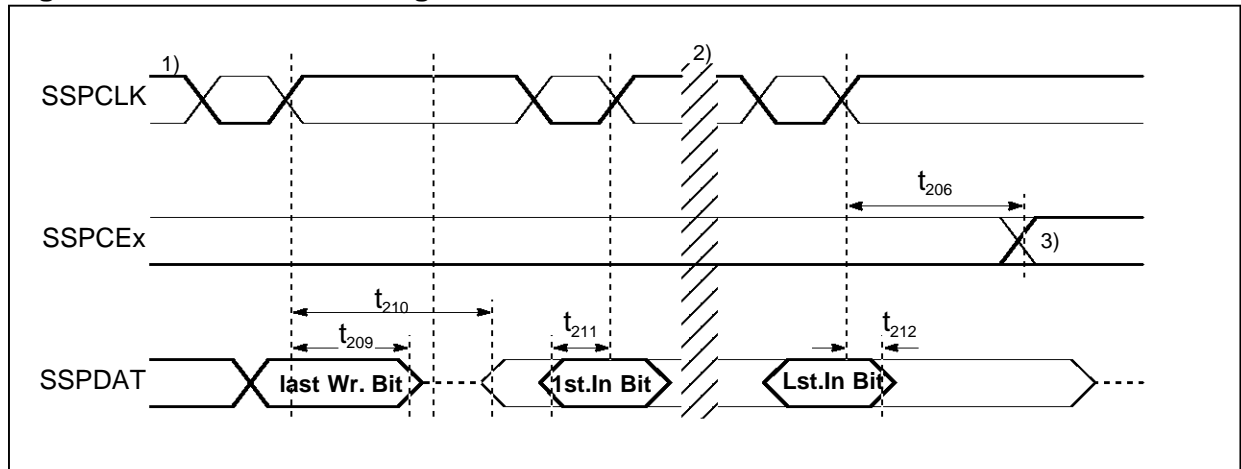 1)
2)
SSPCLK
t206
SSPCEx
3)
t210
t209
t211
t212
SSPDAT
last Wr. Bit
1st.In Bit
Lst.In Bit